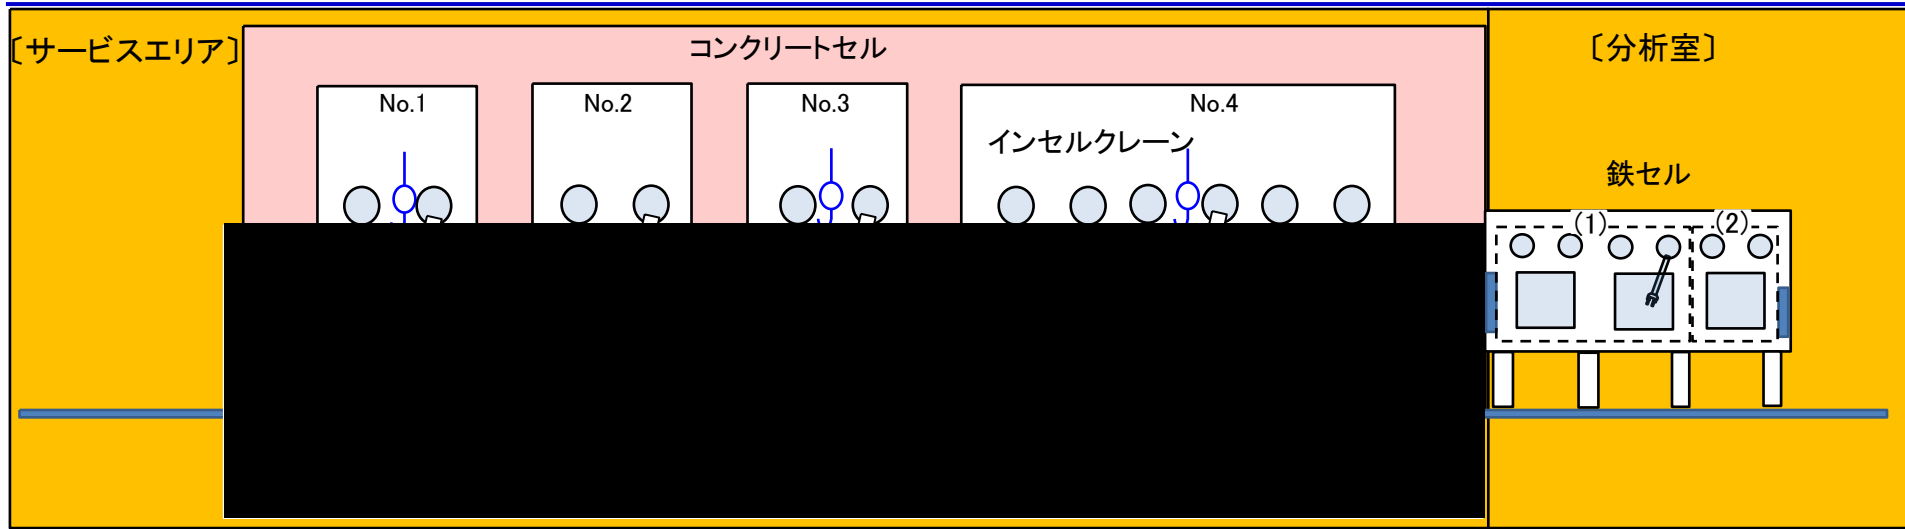 〔サービスエリア〕
コンクリートセル
〔分析室〕
No.1
No.2
No.3
No.4
インセルクレーン
鉄セル
(1)
(2)